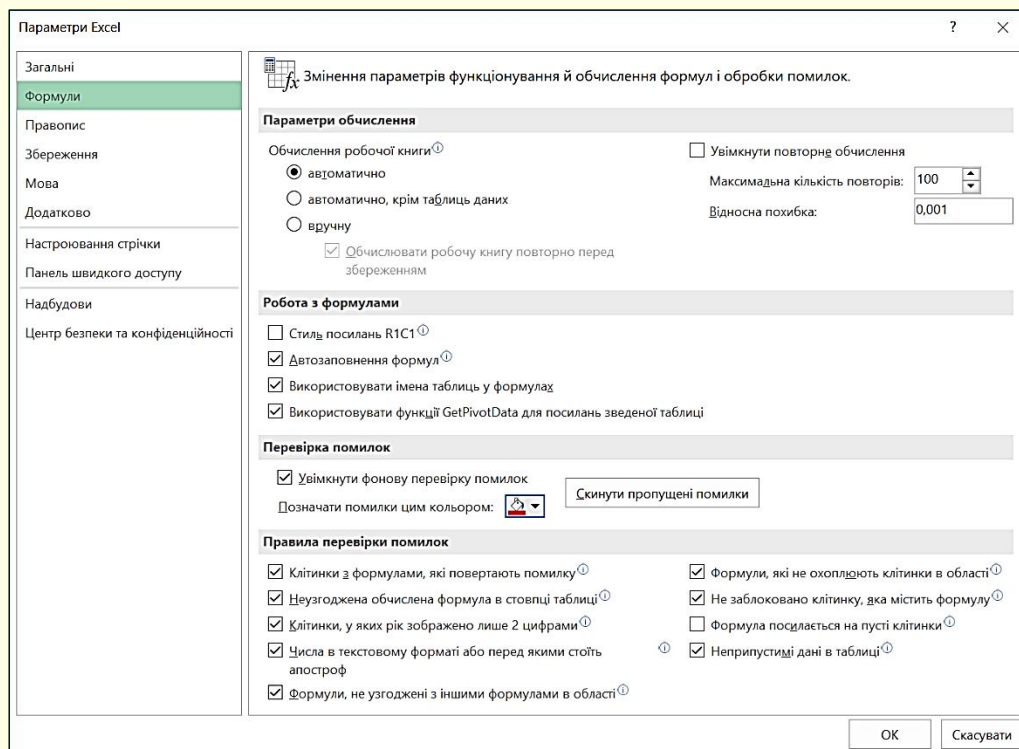 Параметри Excel
?
Загальні
Формули
Правопис
Збереження
Мова
Додатково
Настроювання стрічки
Панель швидкого доступу
Надбудови
Центр безпеки та конфіденційності
Змінення параметрів функціонування й обчислення формул і обробки помилок.
Параметри обчислення
Обчислення робочої книги
автоматично
автоматично, крім таблиць даних
вручну
Обчислювати робочу книгу повторно перед
збереженням
Увімкнути повторне обчислення
Максимальна кількість повторів: 100
Відносна похибка: 0,001
Робота з формулами
Стиль посилань R1C1
Автозаповнення формул
Використовувати імена таблиць у формулах
Використовувати функції GetPivotData для посилань зведеної таблиці
Перевірка помилок
Увімкнути фонову перевірку помилок
Позначати помилки цим кольором:
Скинути пропущені помилки
Правила перевірки помилок
Клітинки з формулами, які повертають помилку
Неузгоджена обчислена формула в стовпці таблиці
Клітинки, у яких рік зображено лише 2 цифрами
Числа в текстовому форматі або перед якими стоїть
апостроф
Формули, не узгоджені з іншими формулами в області
Формули, які не охоплюють клітинки в області
Не заблоковано клітинку, яка містить формулу
Формула посилається на пусті клітинки
Неприпустимі дані в таблиці
ОК
Скасувати